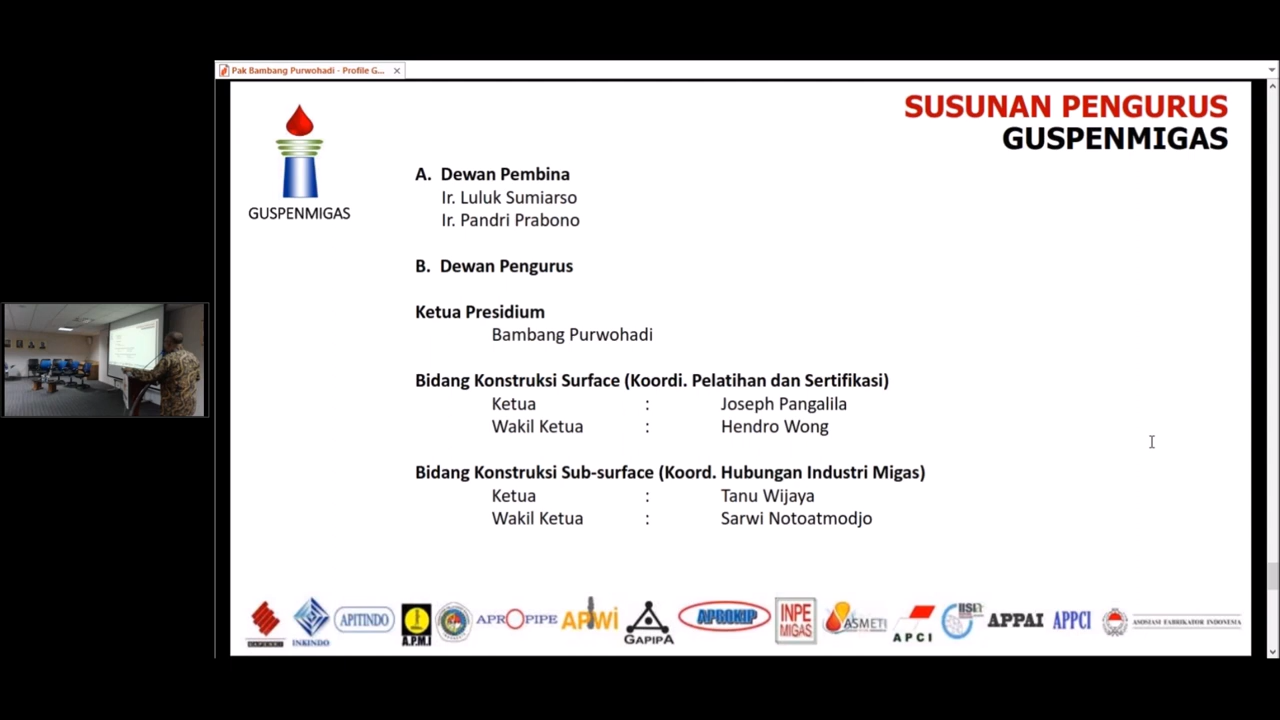 Pak Bambang Purwohadi - Profile G...
SUSUNAN PENGURUS
GUSPENMIGAS
GUSPENMIGAS
A. Dewan Pembina
Ir. Luluk Sumiarso
Ir. Pandri Prabono
B. Dewan Pengurus
Ketua Presidium
Bambang Purwohadi
Bidang Konstruksi Surface (Koordi. Pelatihan dan Sertifikasi)
Ketua : Joseph Pangalila
Wakil Ketua : Hendro Wong
Bidang Konstruksi Sub-surface (Koord. Hubungan Industri Migas)
Ketua : Tanu Wijaya
Wakil Ketua : Sarwi Notoatmodjo
INKINDO
APITINDO
A.P.M.I
APROPIPE
APWI
GAPIPA
APROKIP
INPE MIGAS
ASMETI
APCI
APPAI
APPCI
ASOSIASI FABRIKATOR INDONESIA